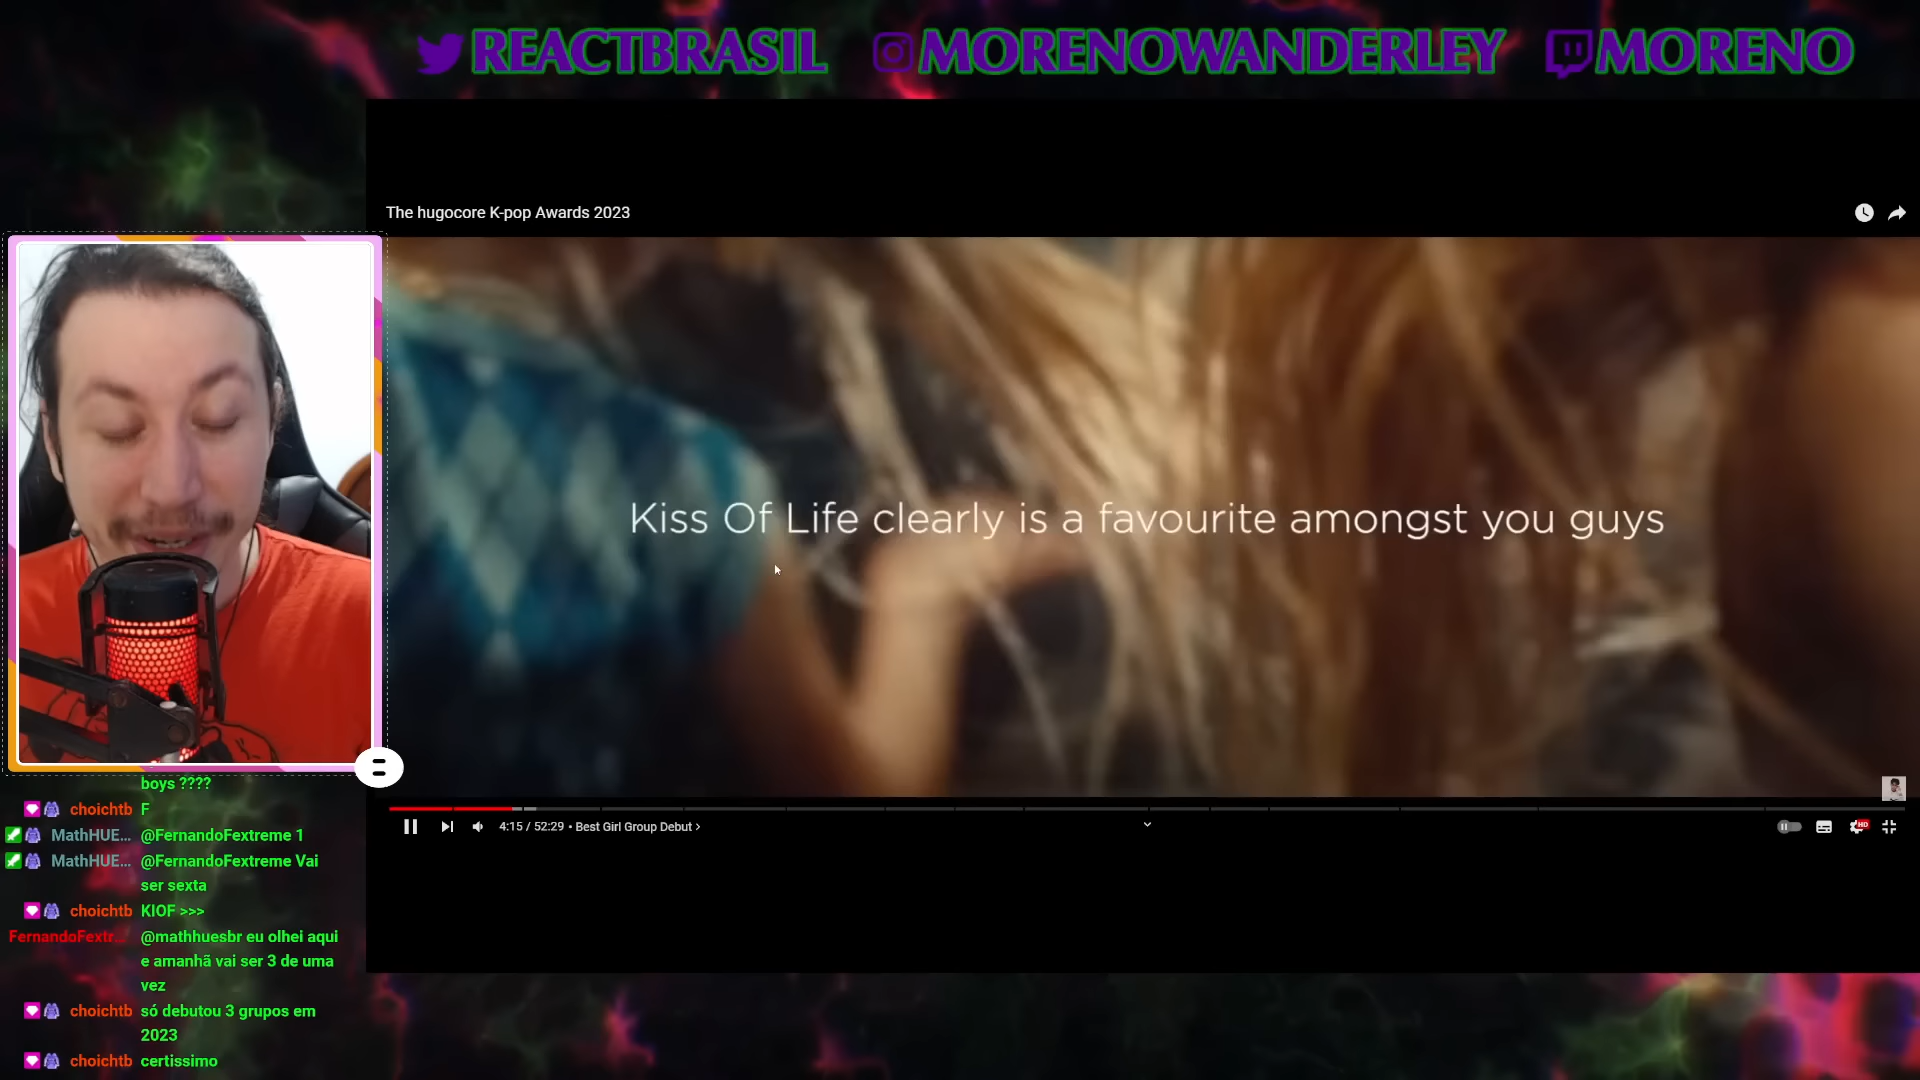 REACTBRASIL MORENOWANDERLEY MORENO
The hugocore K-pop Awards 2023
Kiss Of Life clearly is a favourite amongst you guys
4:15 / 52:29 • Best Girl Group Debut >
HD
boys ????
choichtb F
MathHUE... @FernandoFextreme 1
MathHUE... @FernandoFextreme Vai
ser sexta
choichtb KIOF >>>
FernandoFextr... @mathhuesbr eu olhei aqui
e amanhã vai ser 3 de uma
vez
choichtb só debutou 3 grupos em
2023
choichtb certissimo